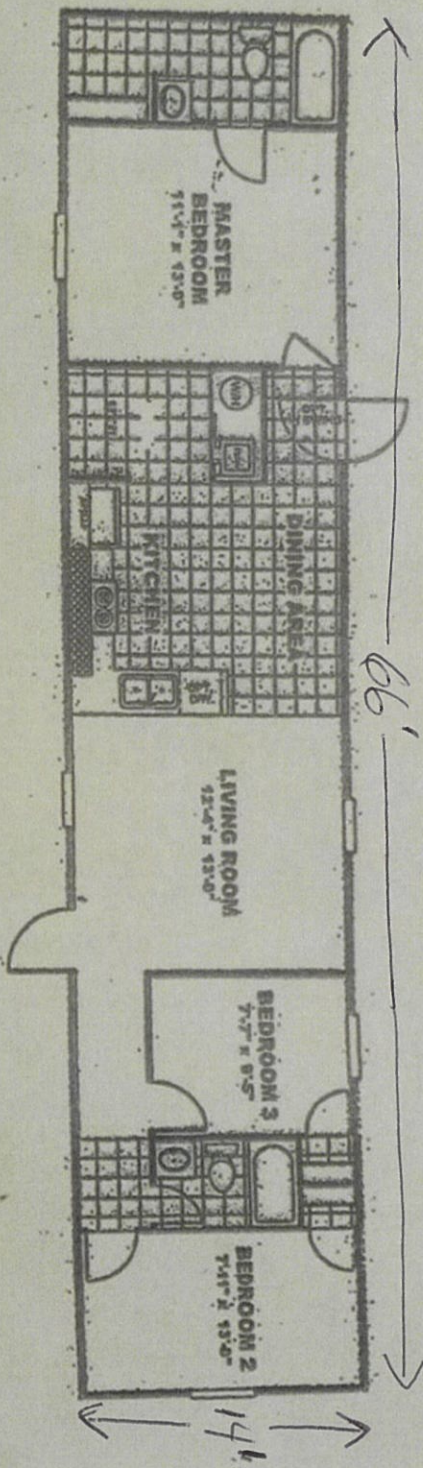 MASTER
BEDROOM
11'-1" x 13'-0"
DINING AREA
KITCHEN
LIVING ROOM
12'-4" x 13'-0"
BEDROOM 3
7'-7" x 9'-5"
BEDROOM 2
7'-11" x 13'-0"
66'
14'